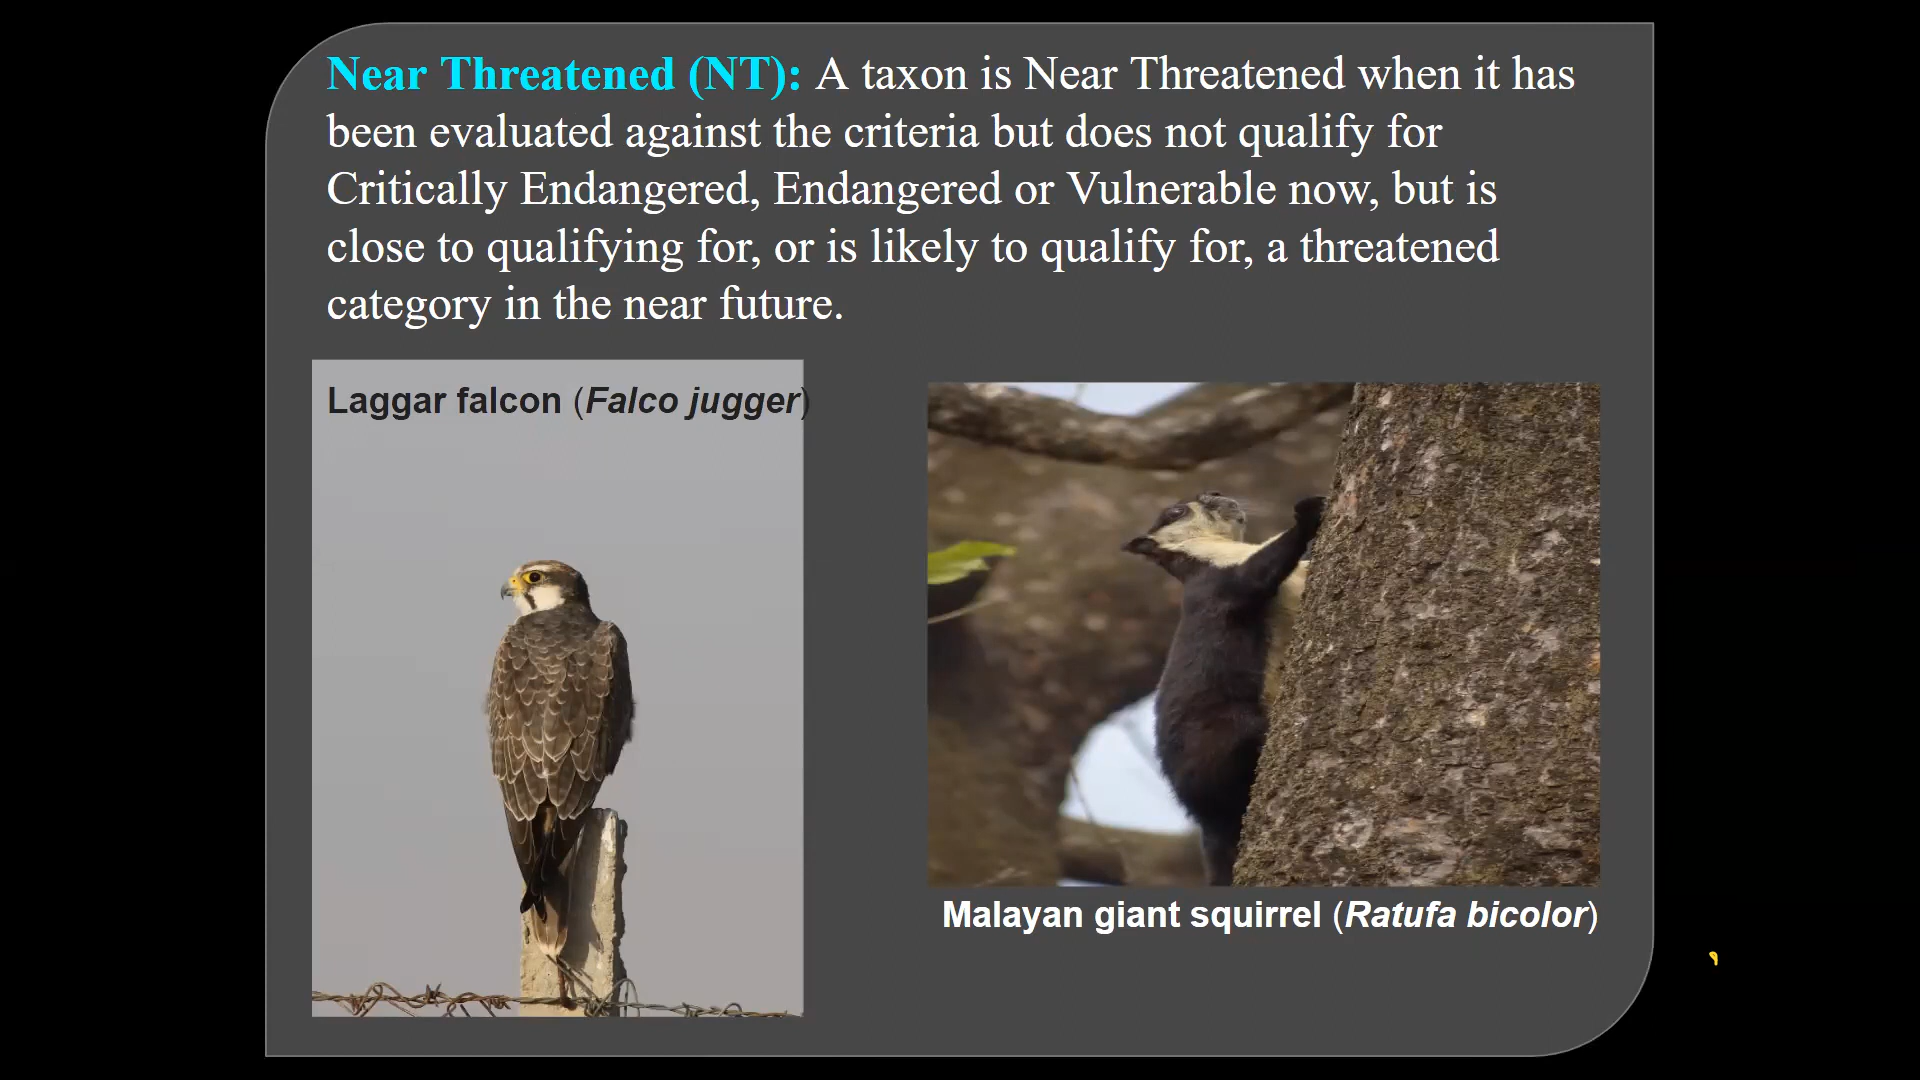 Near Threatened (NT): A taxon is Near Threatened when it has
been evaluated against the criteria but does not qualify for
Critically Endangered, Endangered or Vulnerable now, but is
close to qualifying for, or is likely to qualify for, a threatened
category in the near future.
Laggar falcon (Falco jugger)
Malayan giant squirrel (Ratufa bicolor)